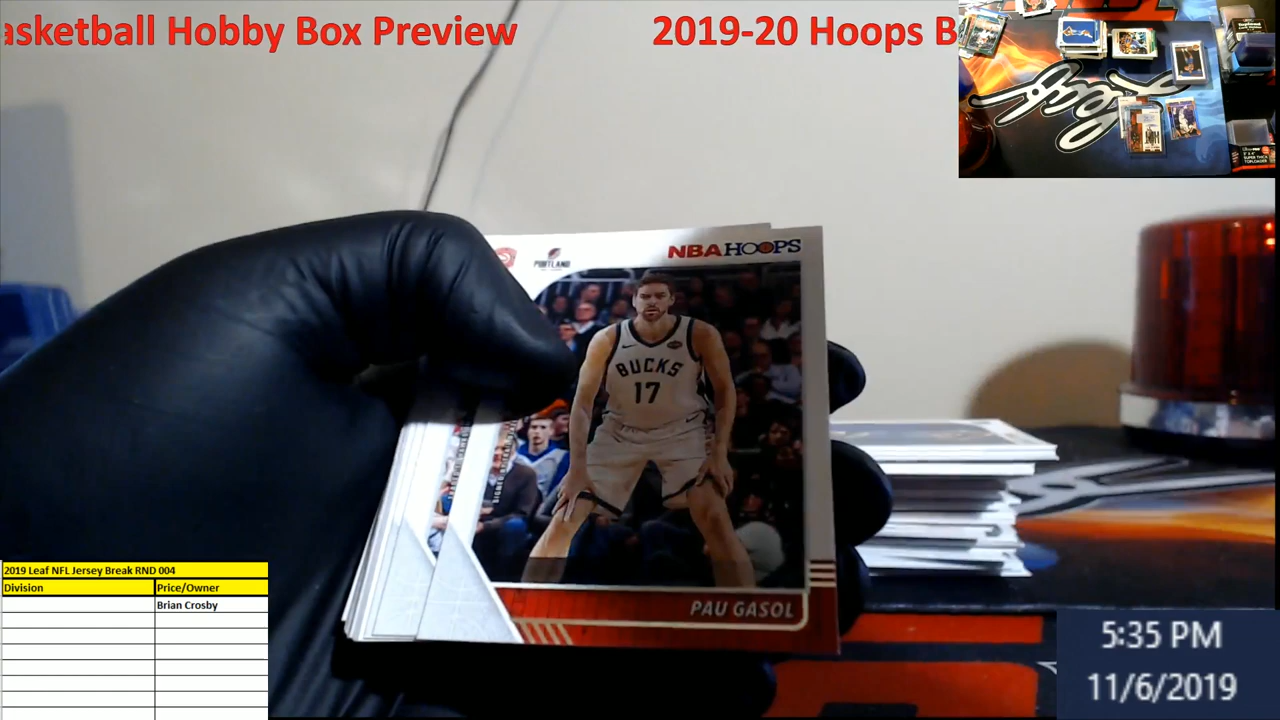 asketball Hobby Box Preview 2019-20 Hoops B
NBA HOOPS
PORTLAND
BUCKS
17
PAU GASOL
2019 Leaf NFL Jersey Break RND 004
Division Price/Owner
Brian Crosby
5:35 PM
11/6/2019